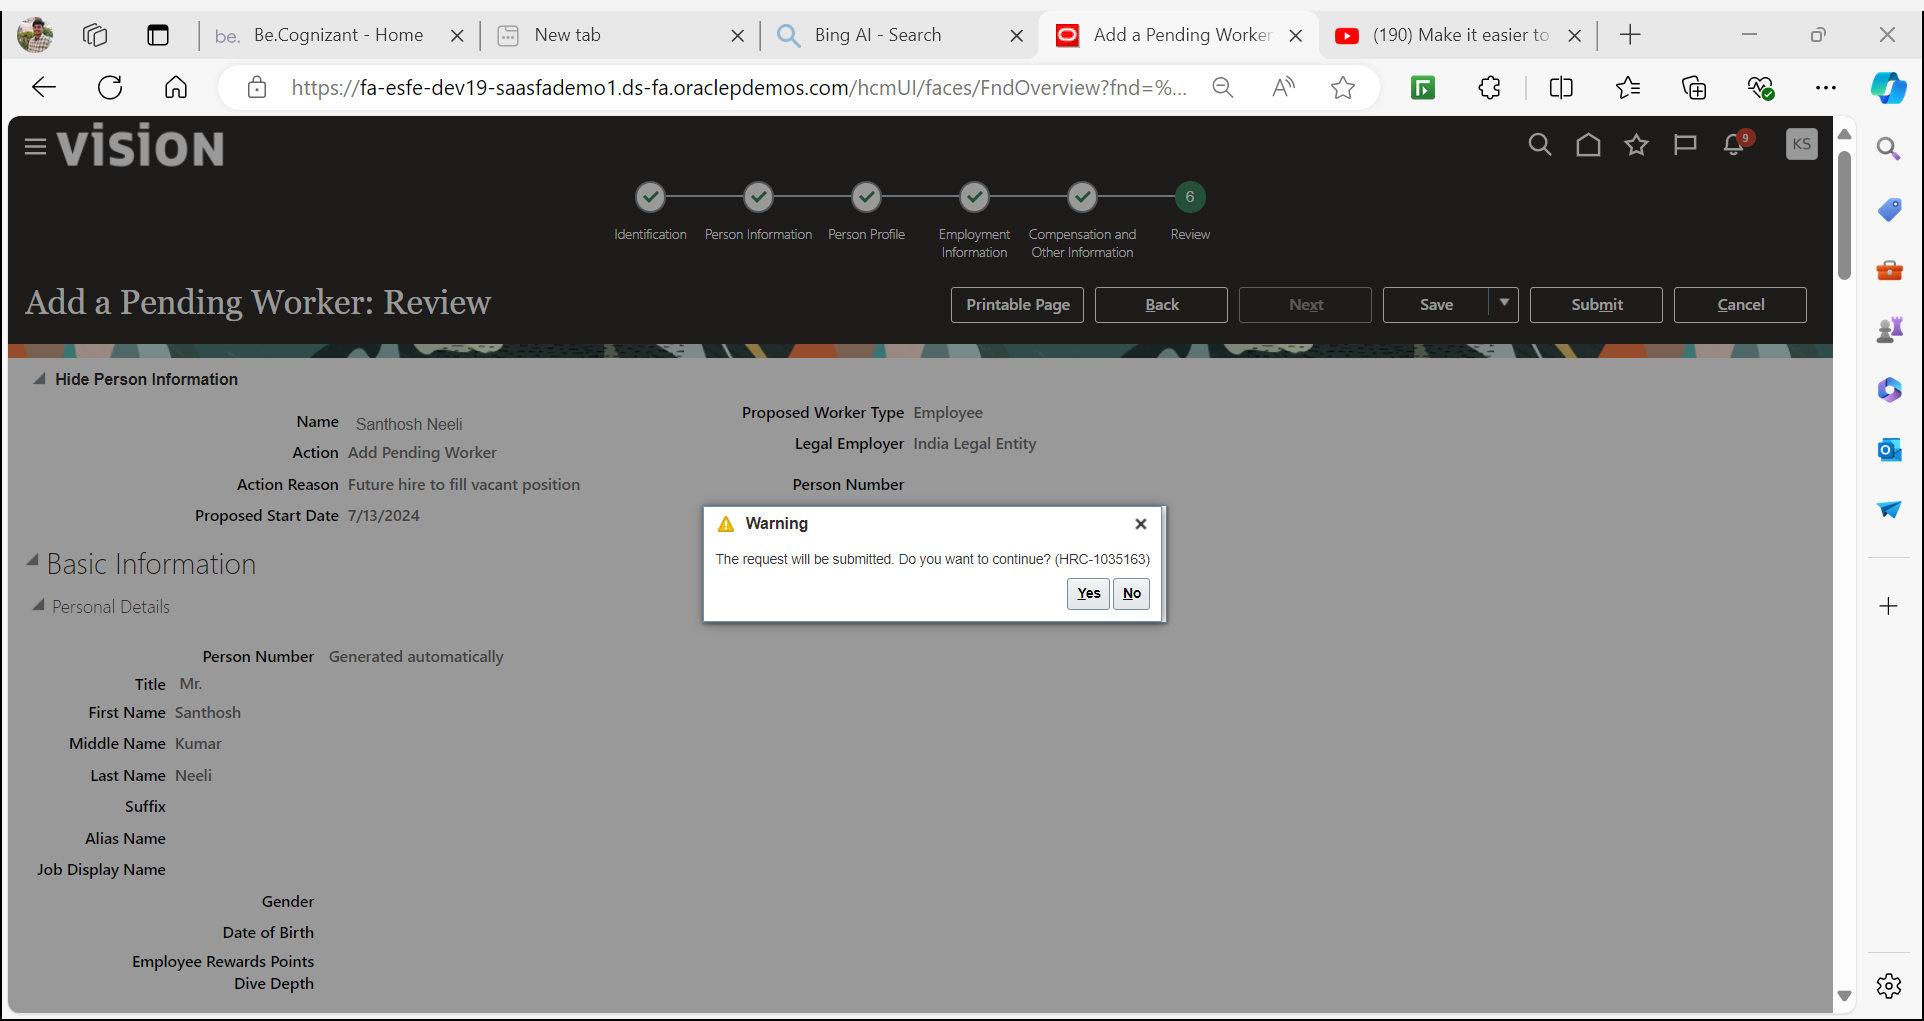 be. Be.Cognizant - Home
New tab
Bing AI - Search
Add a Pending Worker
(190) Make it easier to
https://fa-esfe-dev19-saasfademo1.ds-fa.oraclepdemos.com/hcmUI/faces/FndOverview?fnd=%...
VISION
9
KS
6
Identification
Person Information
Person Profile
Employment
Information
Compensation and
Other Information
Review
Add a Pending Worker: Review
Printable Page
Back
Next
Save
Submit
Cancel
Hide Person Information
Name Santhosh Neeli
Action Add Pending Worker
Action Reason Future hire to fill vacant position
Proposed Start Date 7/13/2024
Proposed Worker Type Employee
Legal Employer India Legal Entity
Person Number
Warning
The request will be submitted. Do you want to continue? (HRC-1035163)
Yes
No
Basic Information
Personal Details
Person Number Generated automatically
Title Mr.
First Name Santhosh
Middle Name Kumar
Last Name Neeli
Suffix
Alias Name
Job Display Name
Gender
Date of Birth
Employee Rewards Points
Dive Depth